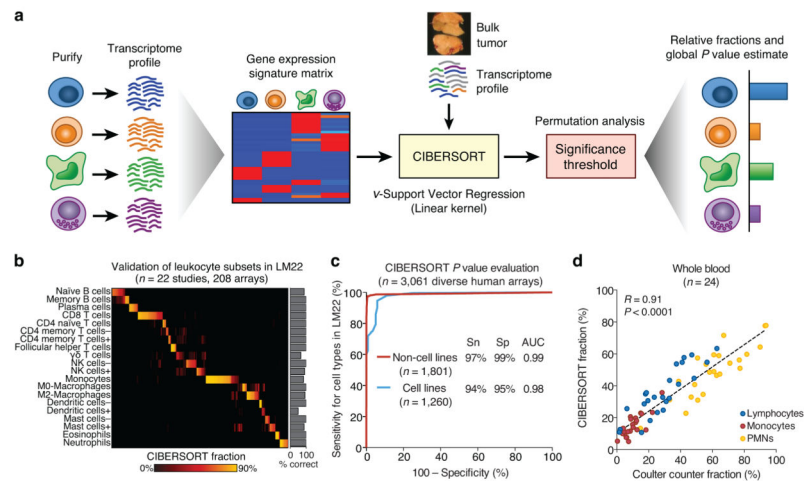 a
Purify
Transcriptome
profile
Gene expression
signature matrix
Bulk
tumor
Transcriptome
profile
CIBERSORT
ν-Support Vector Regression
(Linear kernel)
Permutation analysis
Significance
threshold
Relative fractions and
global P value estimate
b
Validation of leukocyte subsets in LM22
(n = 22 studies, 208 arrays)
Naïve B cells
Memory B cells
Plasma cells
CD8 T cells
CD4 naïve T cells
CD4 memory T cells−
CD4 memory T cells+
Follicular helper T cells
γδ T cells
NK cells−
NK cells+
Monocytes
M0-Macrophages
M2-Macrophages
Dendritic cells−
Dendritic cells+
Mast cells−
Mast cells+
Eosinophils
Neutrophils
CIBERSORT fraction
0% 90%
0 100
% correct
c
CIBERSORT P value evaluation
(n = 3,061 diverse human arrays)
Sensitivity for cell types in LM22 (%)
100
80
60
40
20
0
Sn Sp AUC
Non-cell lines 97% 99% 0.99
(n = 1,801)
Cell lines 94% 95% 0.98
(n = 1,260)
0 20 40 60 80 100
100 – Specificity (%)
d
Whole blood
(n = 24)
R = 0.91
P < 0.0001
CIBERSORT fraction (%)
100
80
60
40
20
0
Lymphocytes
Monocytes
PMNs
0 20 40 60 80 100
Coulter counter fraction (%)